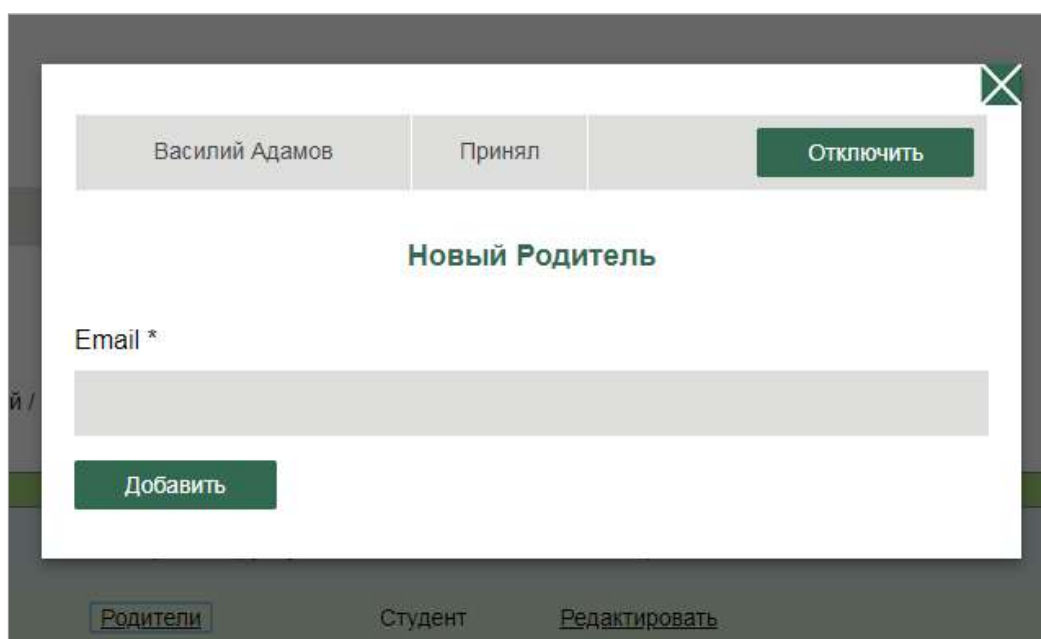 Василий Адамов Принял Отключить
Новый Родитель
Email *
й /
Добавить
Родители Студент Редактировать